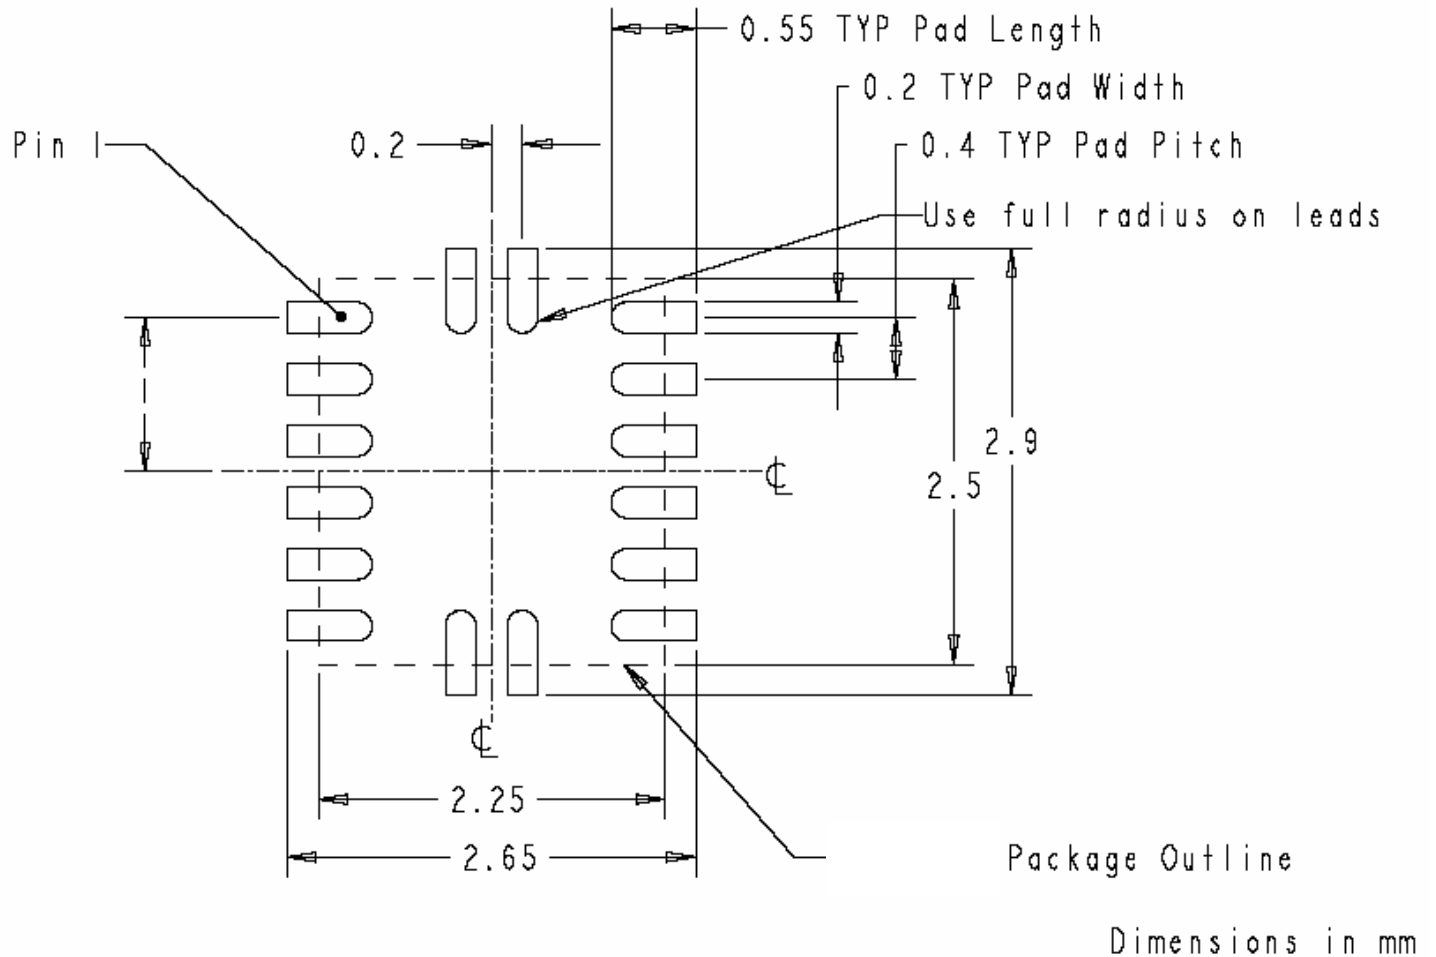 0.55 TYP Pad Length
0.2 TYP Pad Width
Pin 1
0.2
0.4 TYP Pad Pitch
Use full radius on leads
2.9
2.5
℄
℄
2.25
2.65
Package Outline
Dimensions in mm